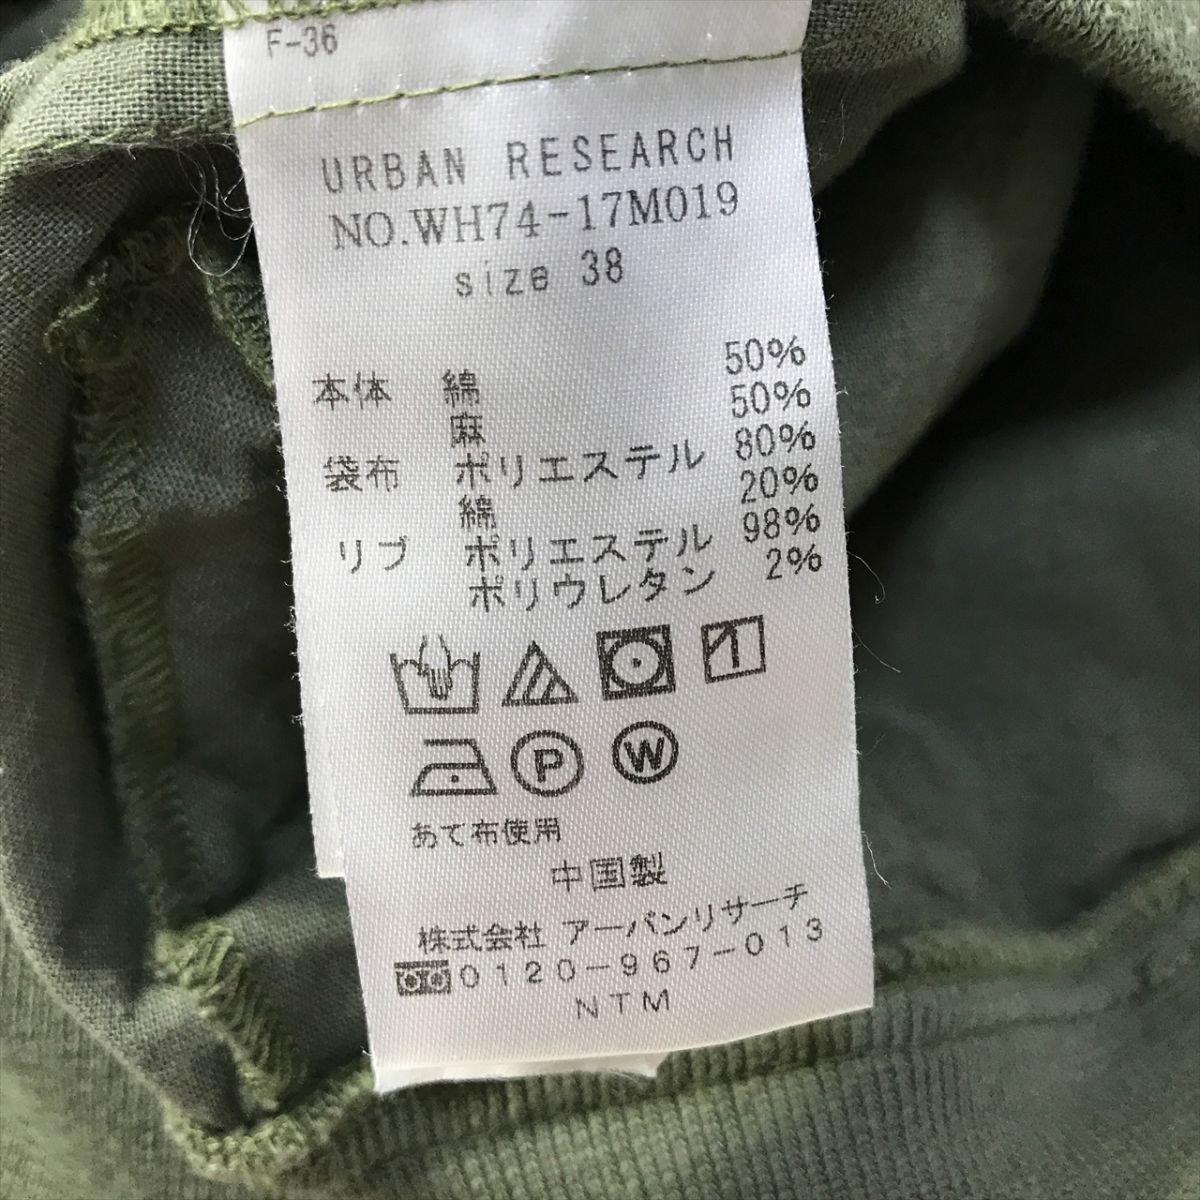 F-36
URBAN RESEARCH
NO.WH74-17M019
size 38
本体 綿 50%
麻 50%
袋布 ポリエステル 80%
綿 20%
リブ ポリエステル 98%
ポリウレタン 2%
P W
あて布使用
中国製
株式会社 アーバンリサーチ
0120-967-013
NTM